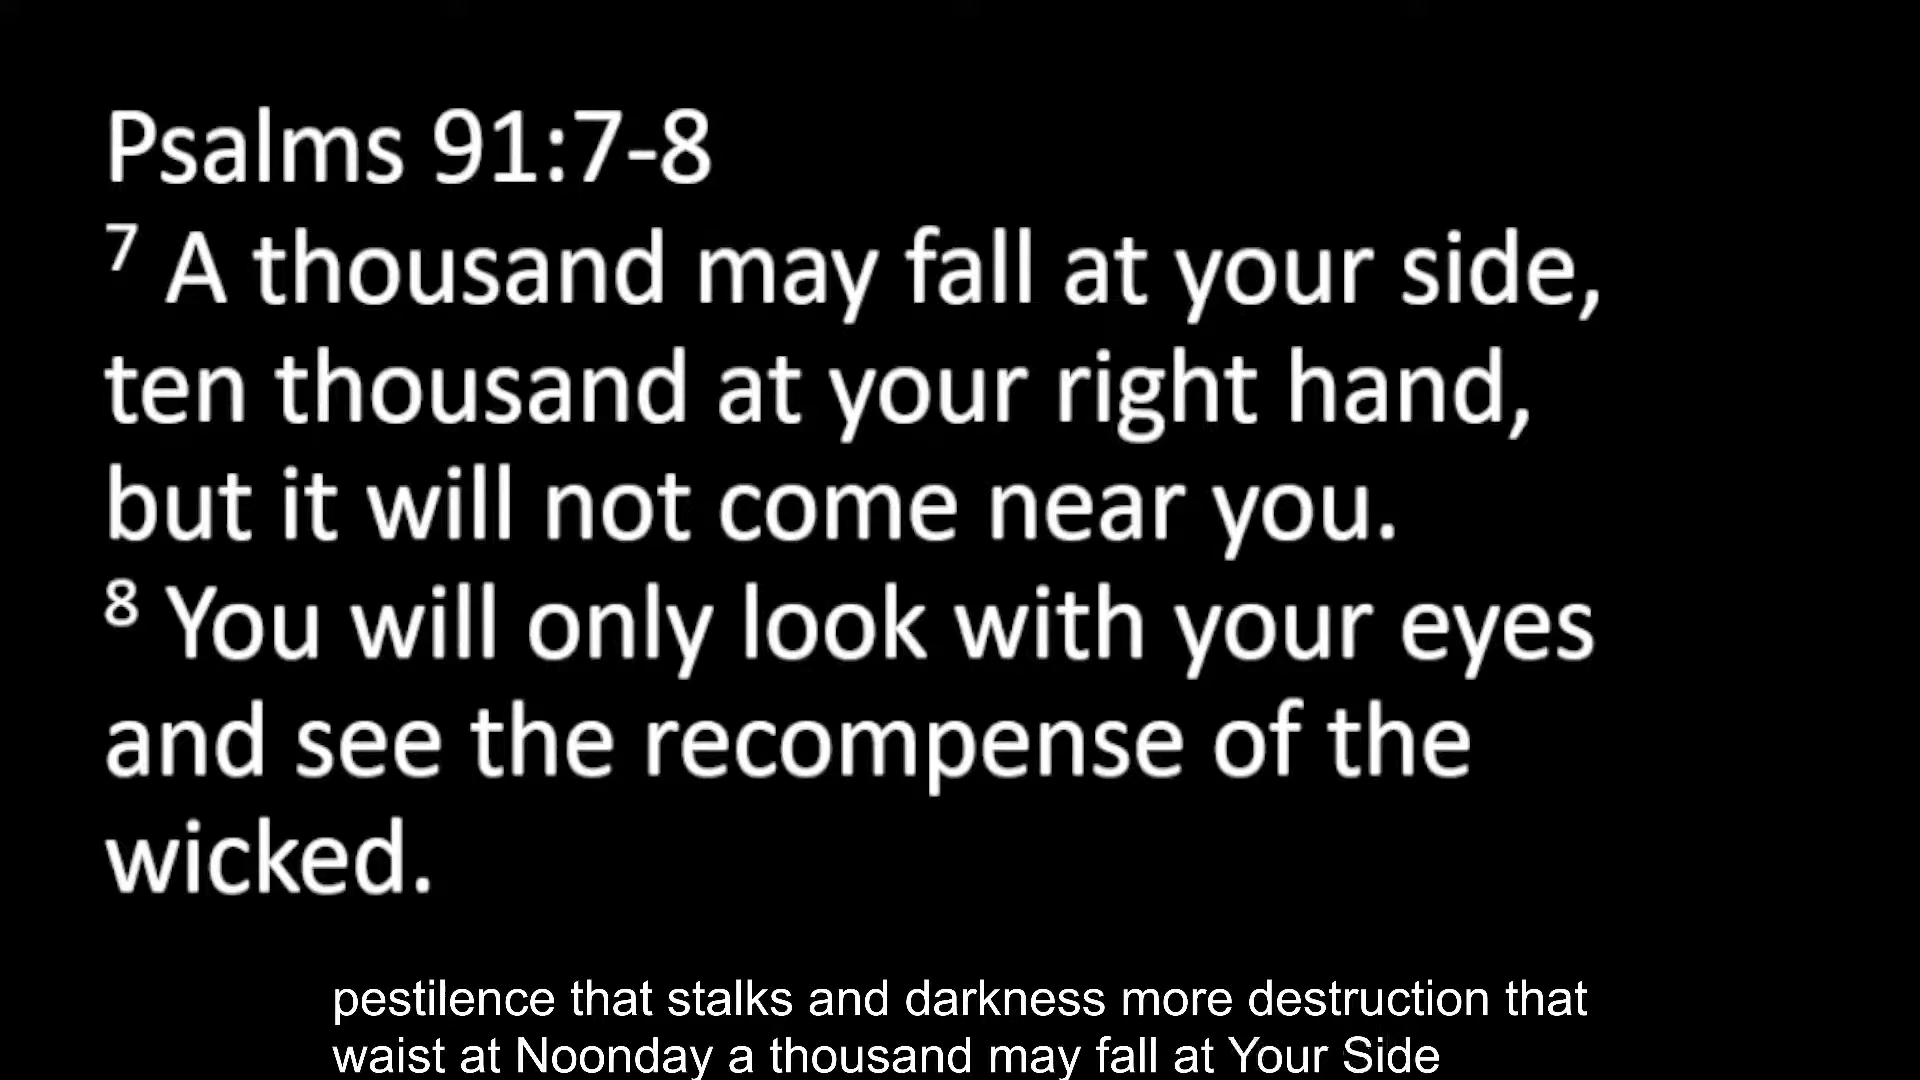 Psalms 91:7-8
7 A thousand may fall at your side,
ten thousand at your right hand,
but it will not come near you.
8 You will only look with your eyes
and see the recompense of the
wicked.
pestilence that stalks and darkness more destruction that
waist at Noonday a thousand may fall at Your Side